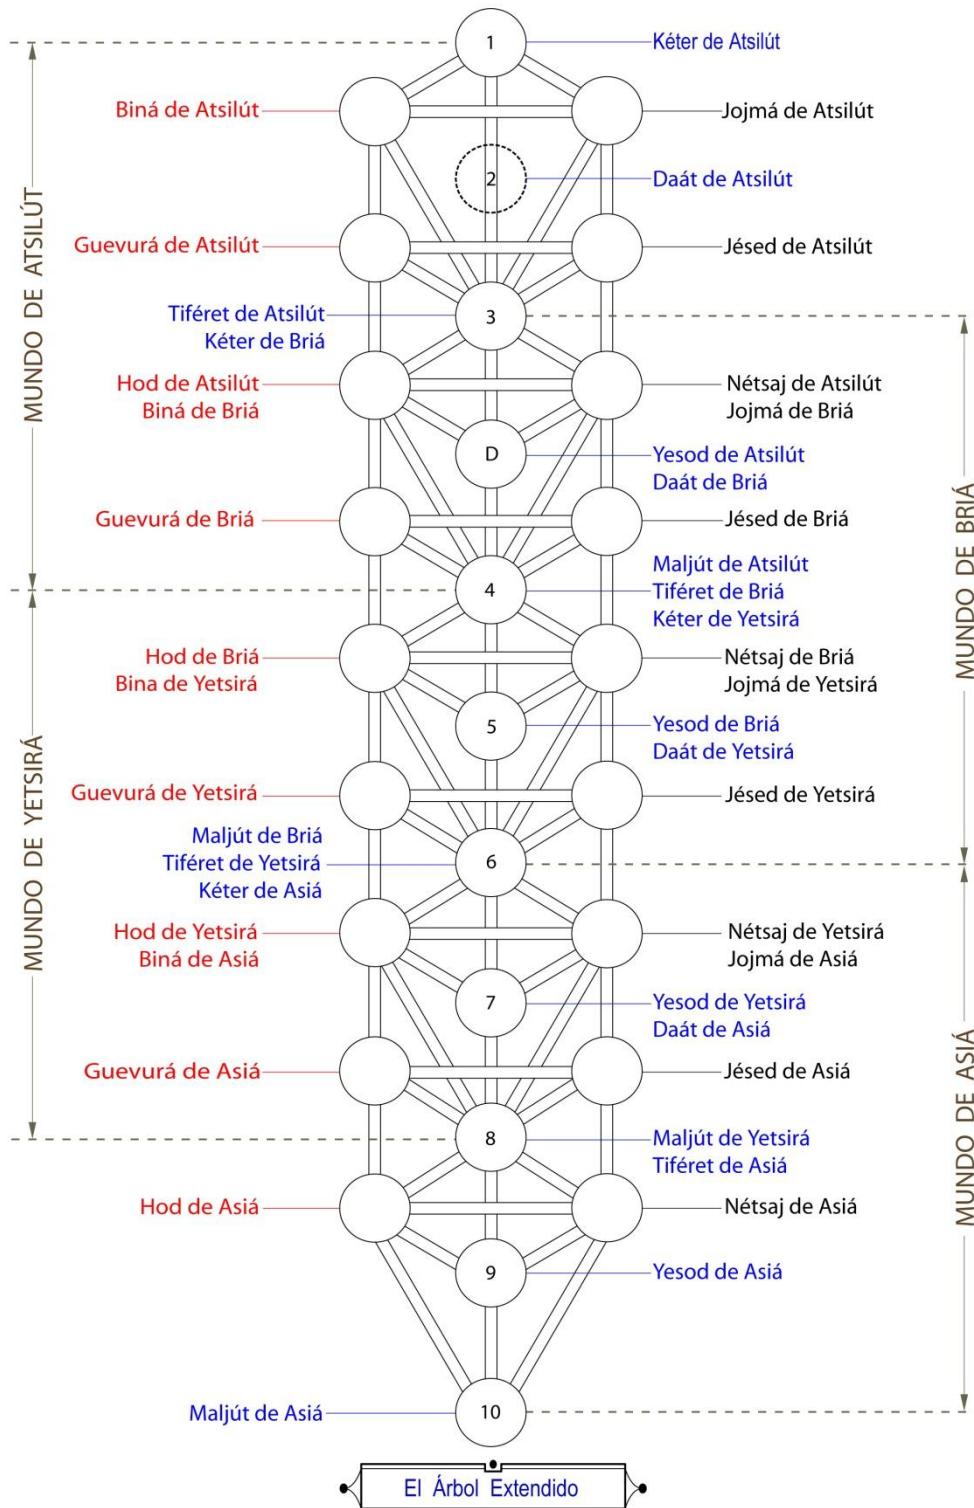 1
Kéter de Atsilút
Biná de Atsilút
Jojmá de Atsilút
2
Daát de Atsilút
MUNDO DE ATSILÚT
Guevurá de Atsilút
Jésed de Atsilút
Tiféret de Atsilút
Kéter de Briá
3
Hod de Atsilút
Biná de Briá
Nétsaj de Atsilút
Jojmá de Briá
D
Yesod de Atsilút
Daát de Briá
Guevurá de Briá
Jésed de Briá
MUNDO DE BRIÁ
4
Maljút de Atsilút
Tiféret de Briá
Kéter de Yetsirá
Hod de Briá
Bina de Yetsirá
Nétsaj de Briá
Jojmá de Yetsirá
5
Yesod de Briá
Daát de Yetsirá
MUNDO DE YETSIRÁ
Guevurá de Yetsirá
Jésed de Yetsirá
Maljút de Briá
Tiféret de Yetsirá
Kéter de Asiá
6
Hod de Yetsirá
Biná de Asiá
Nétsaj de Yetsirá
Jojmá de Asiá
7
Yesod de Yetsirá
Daát de Asiá
Guevurá de Asiá
Jésed de Asiá
MUNDO DE ASIÁ
8
Maljút de Yetsirá
Tiféret de Asiá
Hod de Asiá
Nétsaj de Asiá
9
Yesod de Asiá
Maljút de Asiá
10
El Árbol Extendido